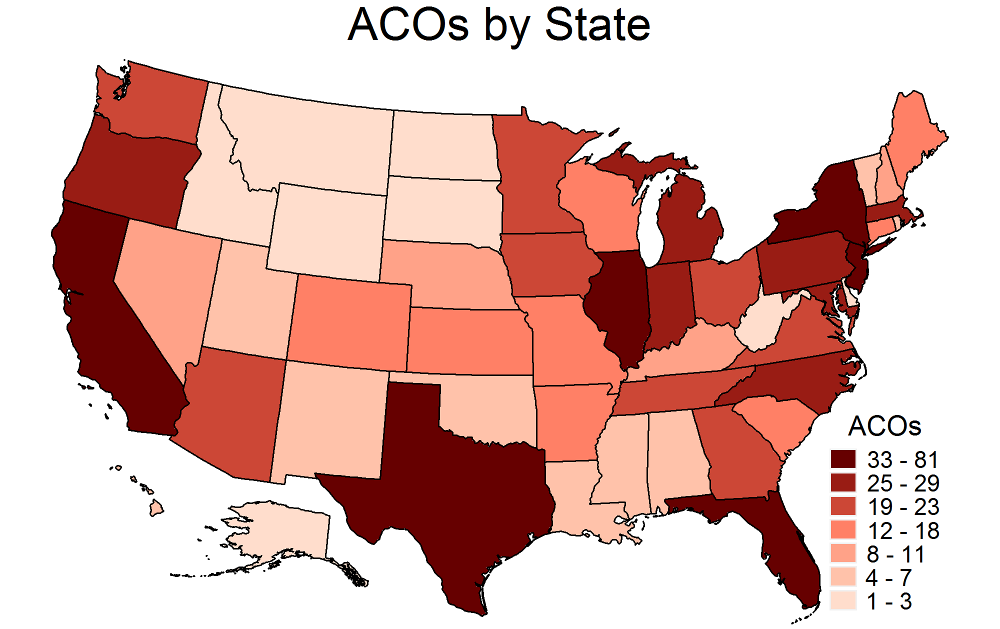 ACOs by State
ACOs
33 - 81
25 - 29
19 - 23
12 - 18
8 - 11
4 - 7
1 - 3